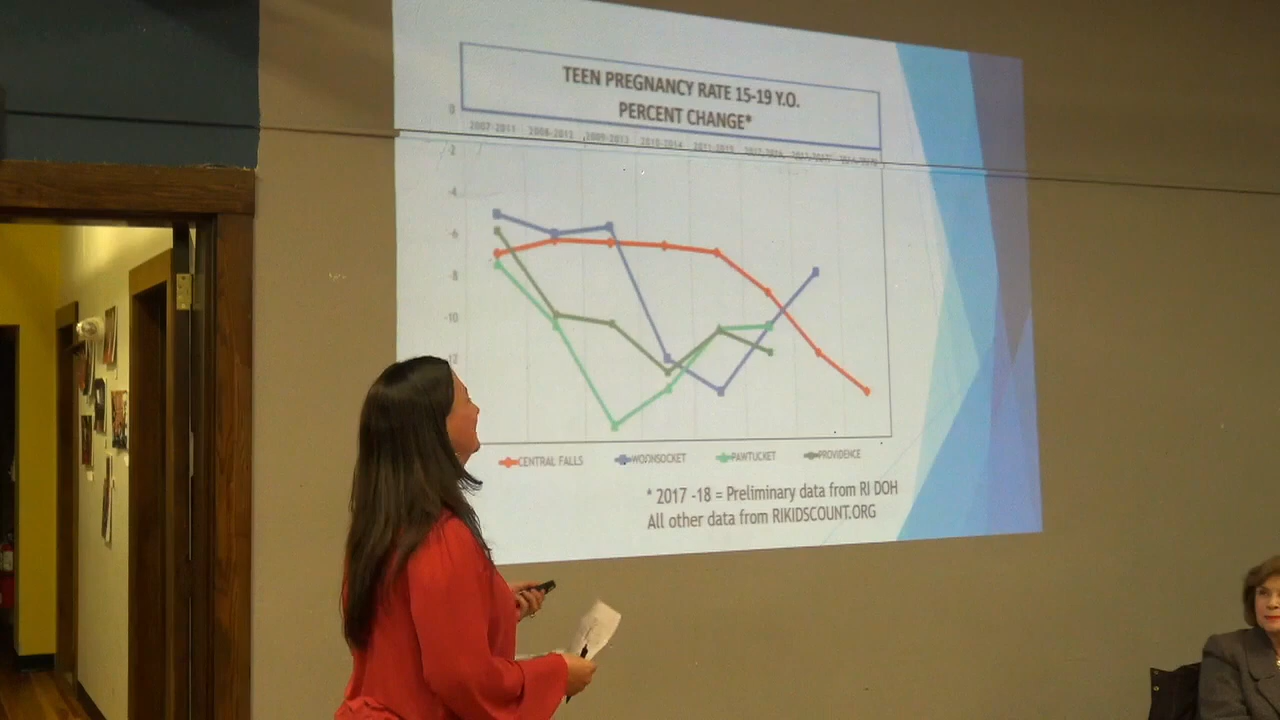 TEEN PREGNANCY RATE 15-19 Y.O.
PERCENT CHANGE*
0
2007-2011 2008-2012 2009-2013 2010-2014 2011-2015
-2
-4
-6
-8
-10
12
CENTRAL FALLS WOONSOCKET PAWTUCKET PROVIDENCE
* 2017 -18 = Preliminary data from RI DOH
All other data from RIKIDSCOUNT.ORG